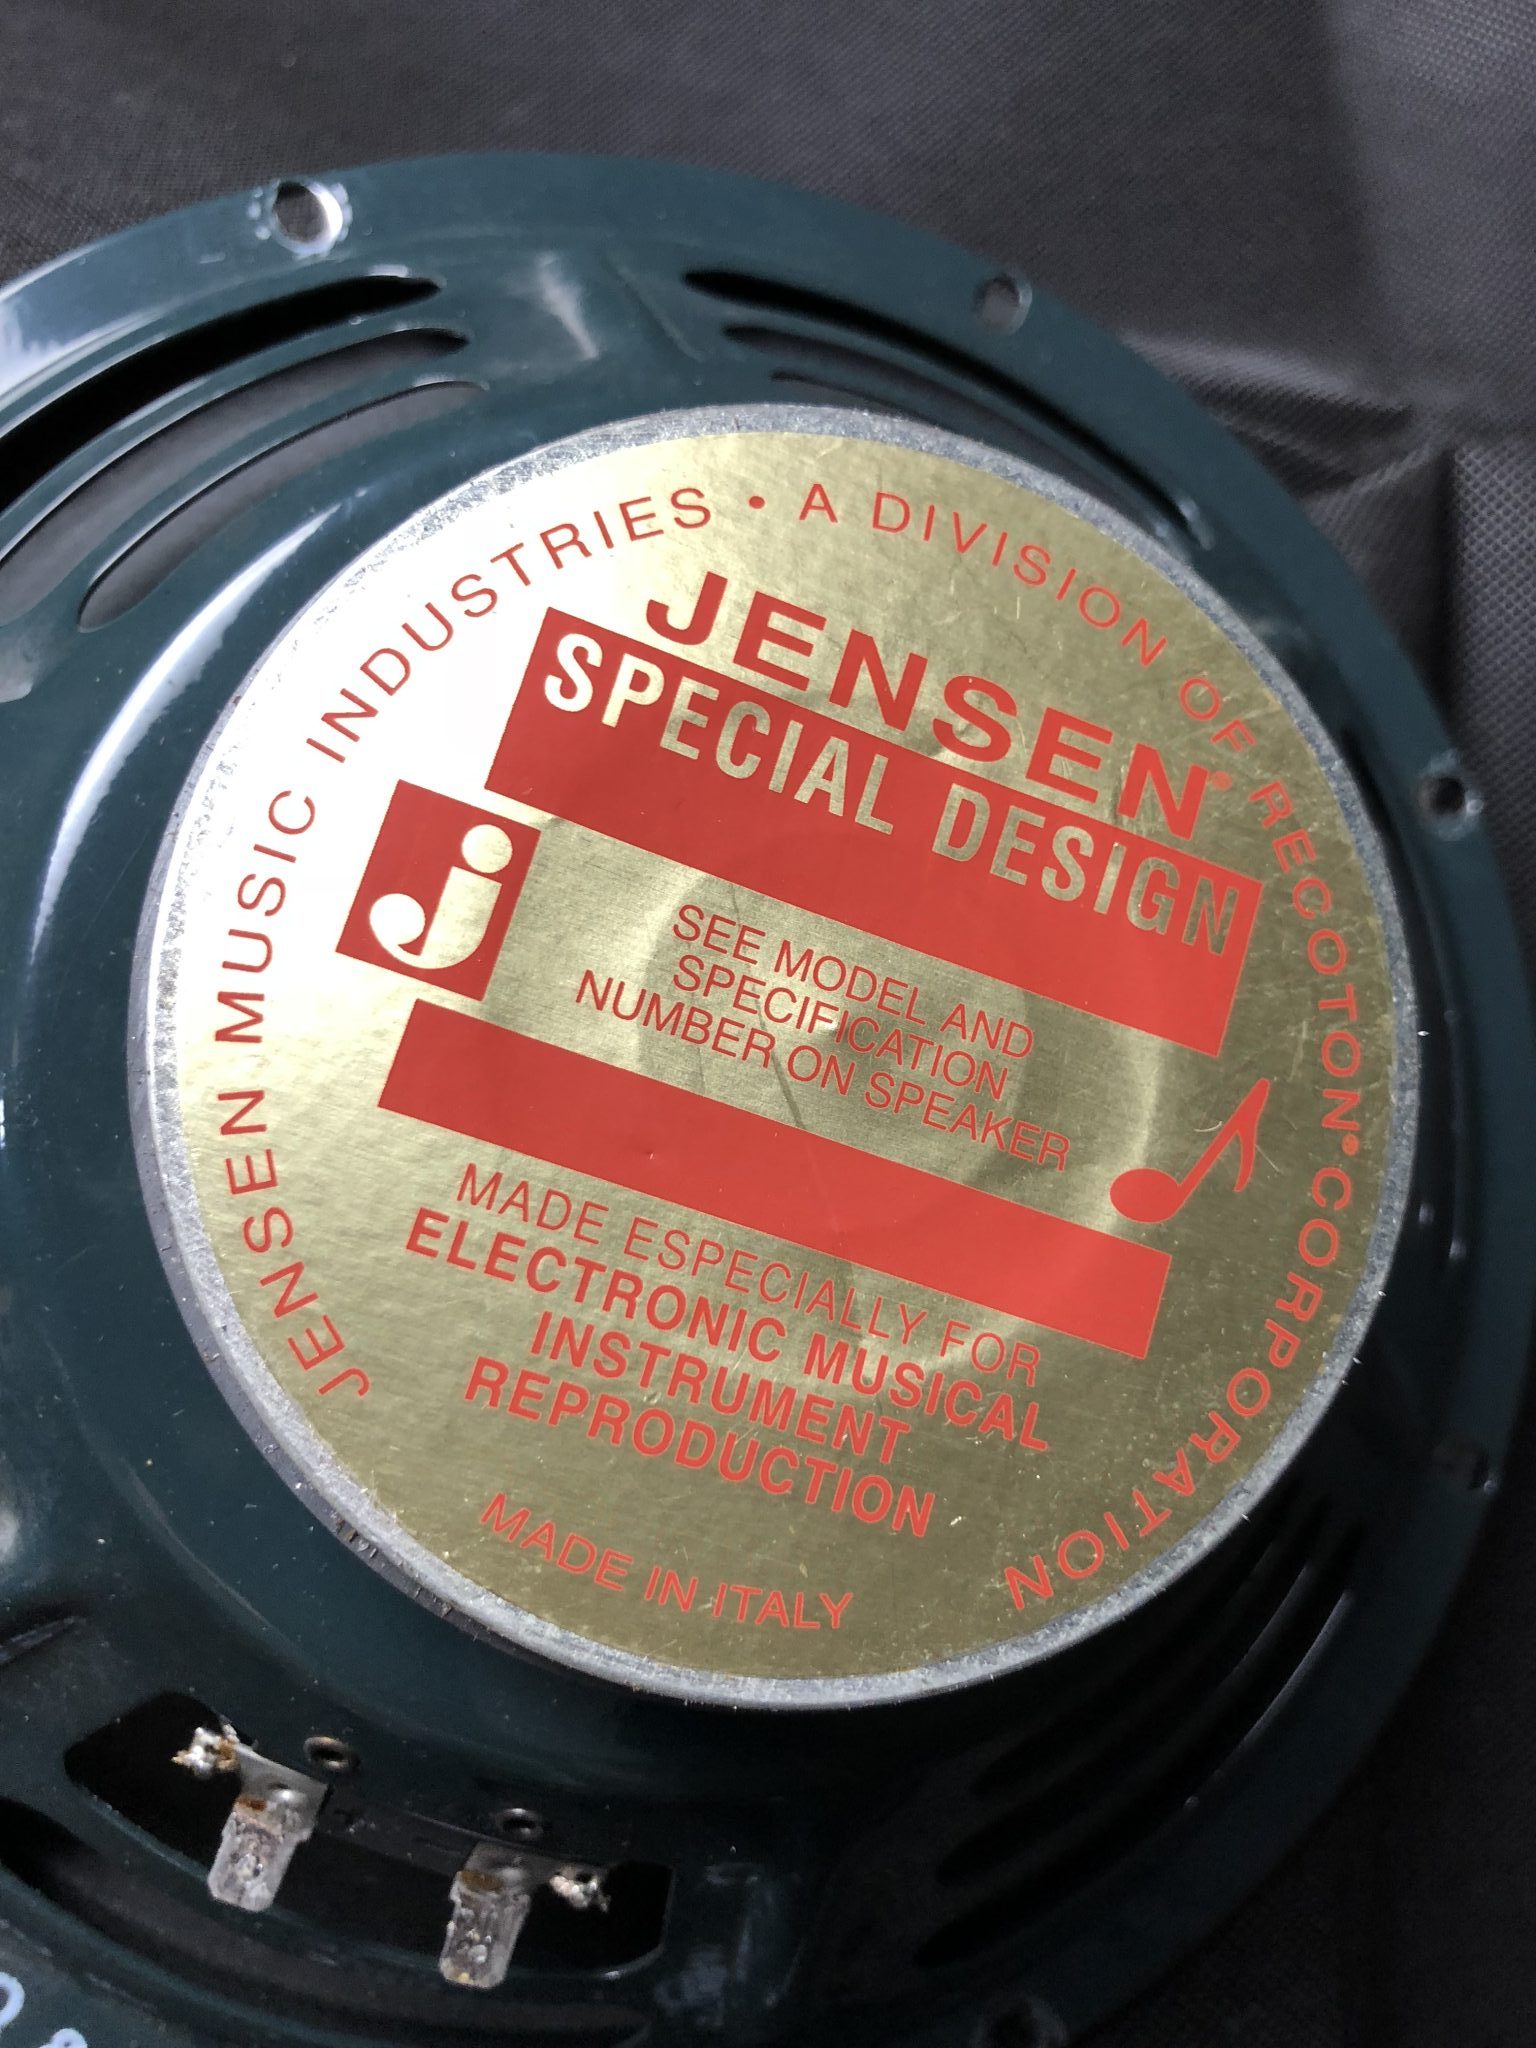 JENSEN MUSIC INDUSTRIES • A DIVISION OF RECOTON® CORPORATION
JENSEN®
SPECIAL DESIGN
j
SEE MODEL AND
SPECIFICATION
NUMBER ON SPEAKER
MADE ESPECIALLY FOR
ELECTRONIC MUSICAL
INSTRUMENT
REPRODUCTION
MADE IN ITALY